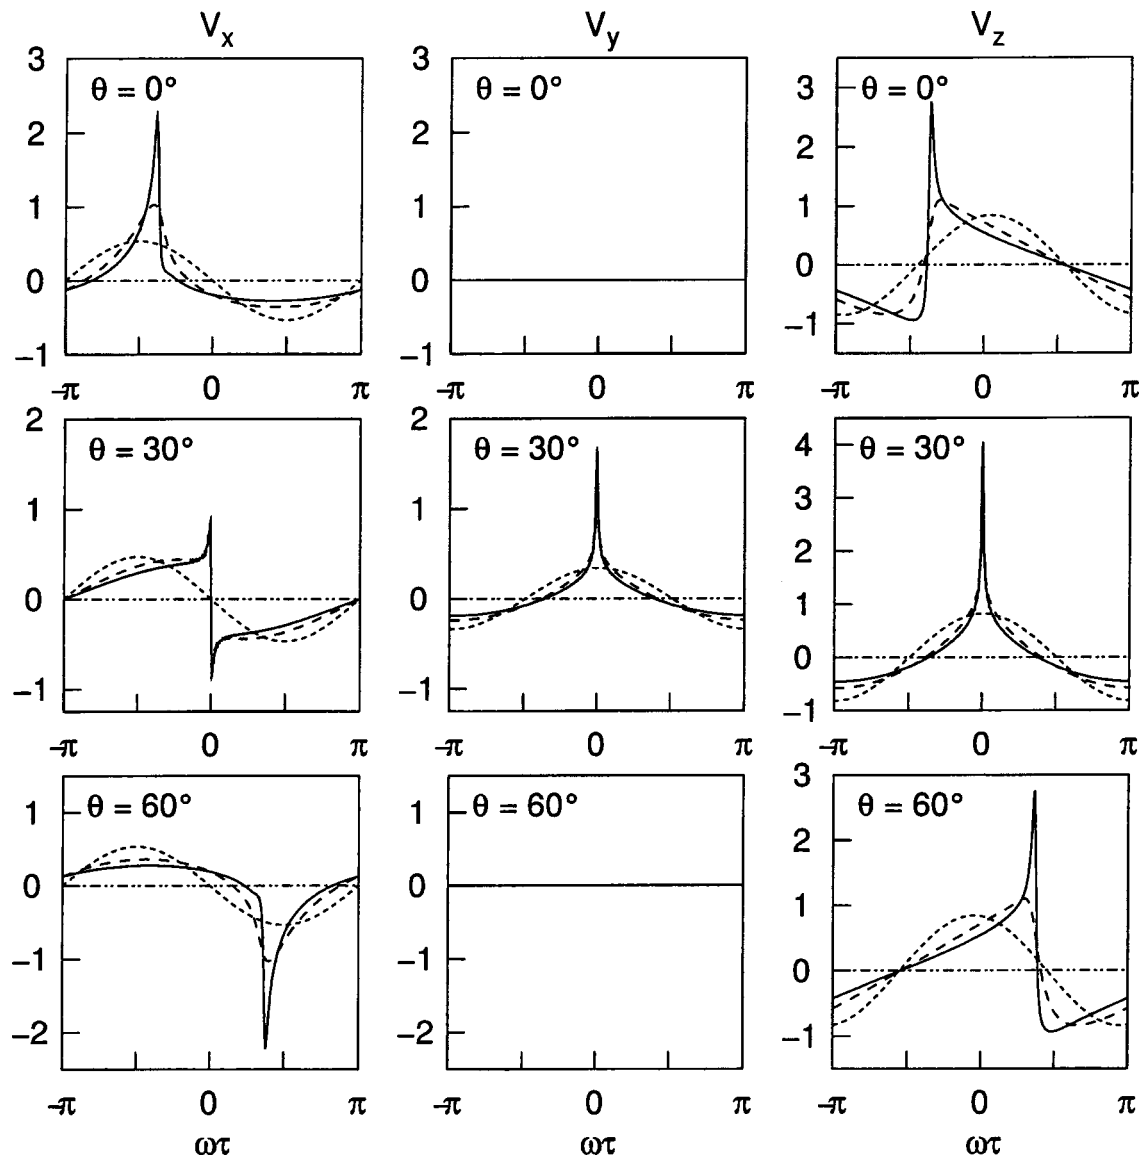 Vx Vy Vz
3 3 3
θ = 0° θ = 0° θ = 0°
2 2 2
1 1 1
0 0 0
−1 −1 −1
−π 0 π −π 0 π −π 0 π
2 2 4
θ = 30° θ = 30° θ = 30°
3
1 1 2
1
0 0 0
−1 −1 −1
−π 0 π −π 0 π −π 0 π
3
1 θ = 60° 1 θ = 60° θ = 60°
2
0 0 1
−1 −1 0
−2 −2 −1
−π 0 π −π 0 π −π 0 π
ωτ ωτ ωτ